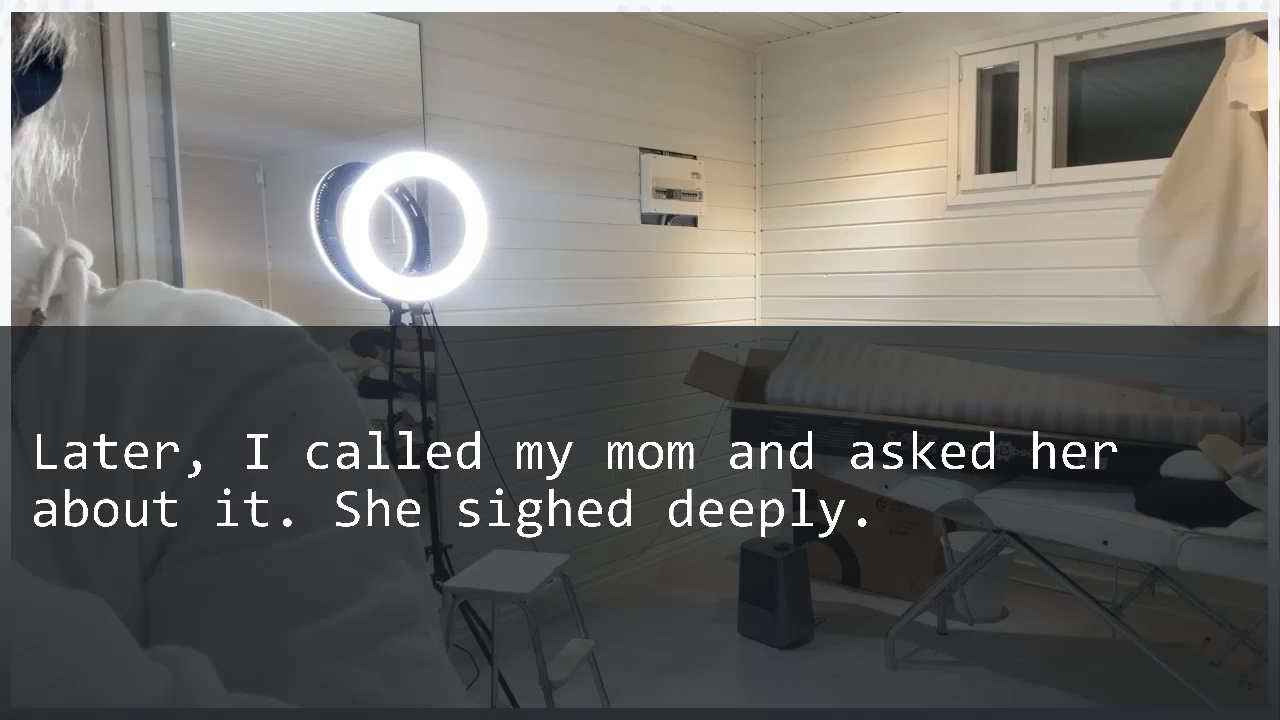 Later, I called my mom and asked her
about it. She sighed deeply.